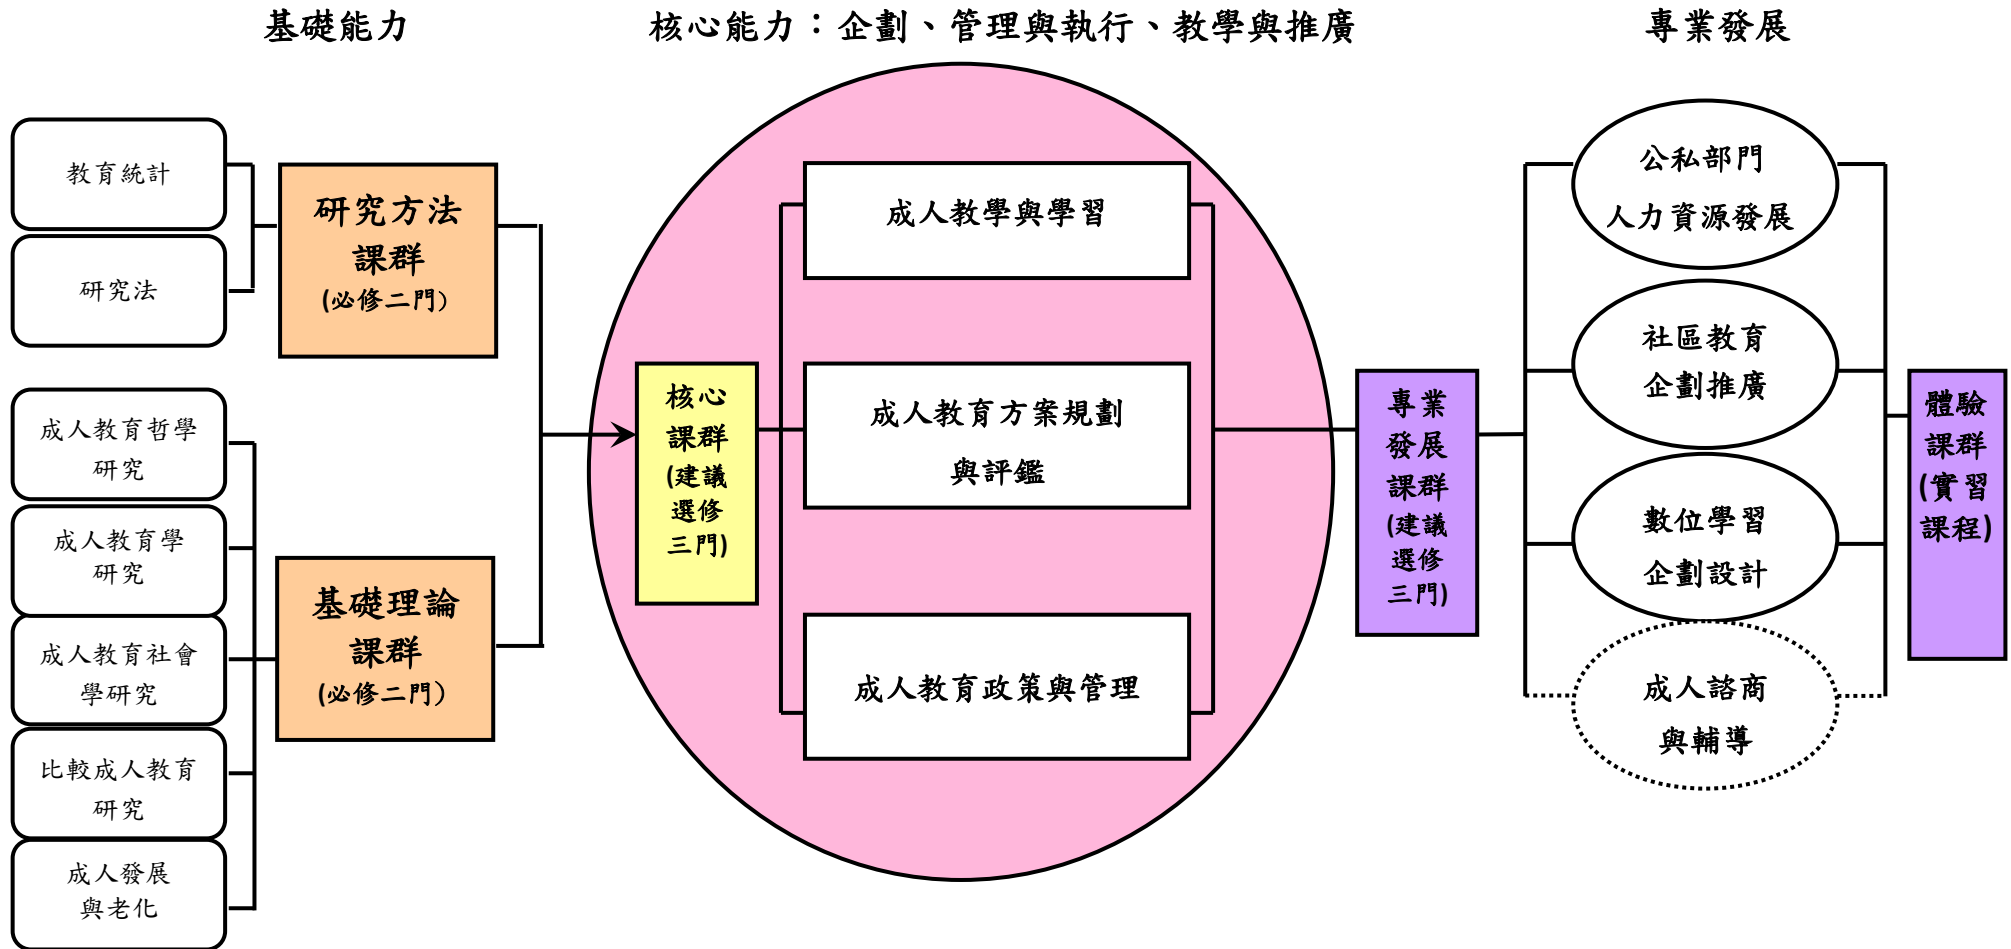 基礎能力
核心能力：企劃、管理與執行、教學與推廣
專業發展
教育統計
研究法
研究方法
課群
(必修二門)
成人教育哲學
研究
成人教育學
研究
成人教育社會
學研究
比較成人教育
研究
成人發展
與老化
基礎理論
課群
(必修二門)
核心
課群
(建議
選修
三門)
成人教學與學習
成人教育方案規劃
與評鑑
成人教育政策與管理
專業
發展
課群
(建議
選修
三門)
公私部門
人力資源發展
社區教育
企劃推廣
數位學習
企劃設計
成人諮商
與輔導
體驗
課群
(實習
課程)